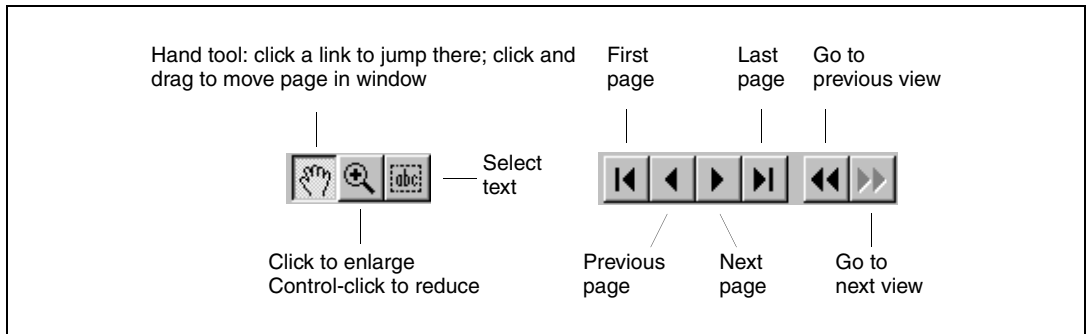 Hand tool: click a link to jump there; click and
drag to move page in window
First
page
Last
page
Go to
previous view
abc
Select
text
Click to enlarge
Control-click to reduce
Previous
page
Next
page
Go to
next view